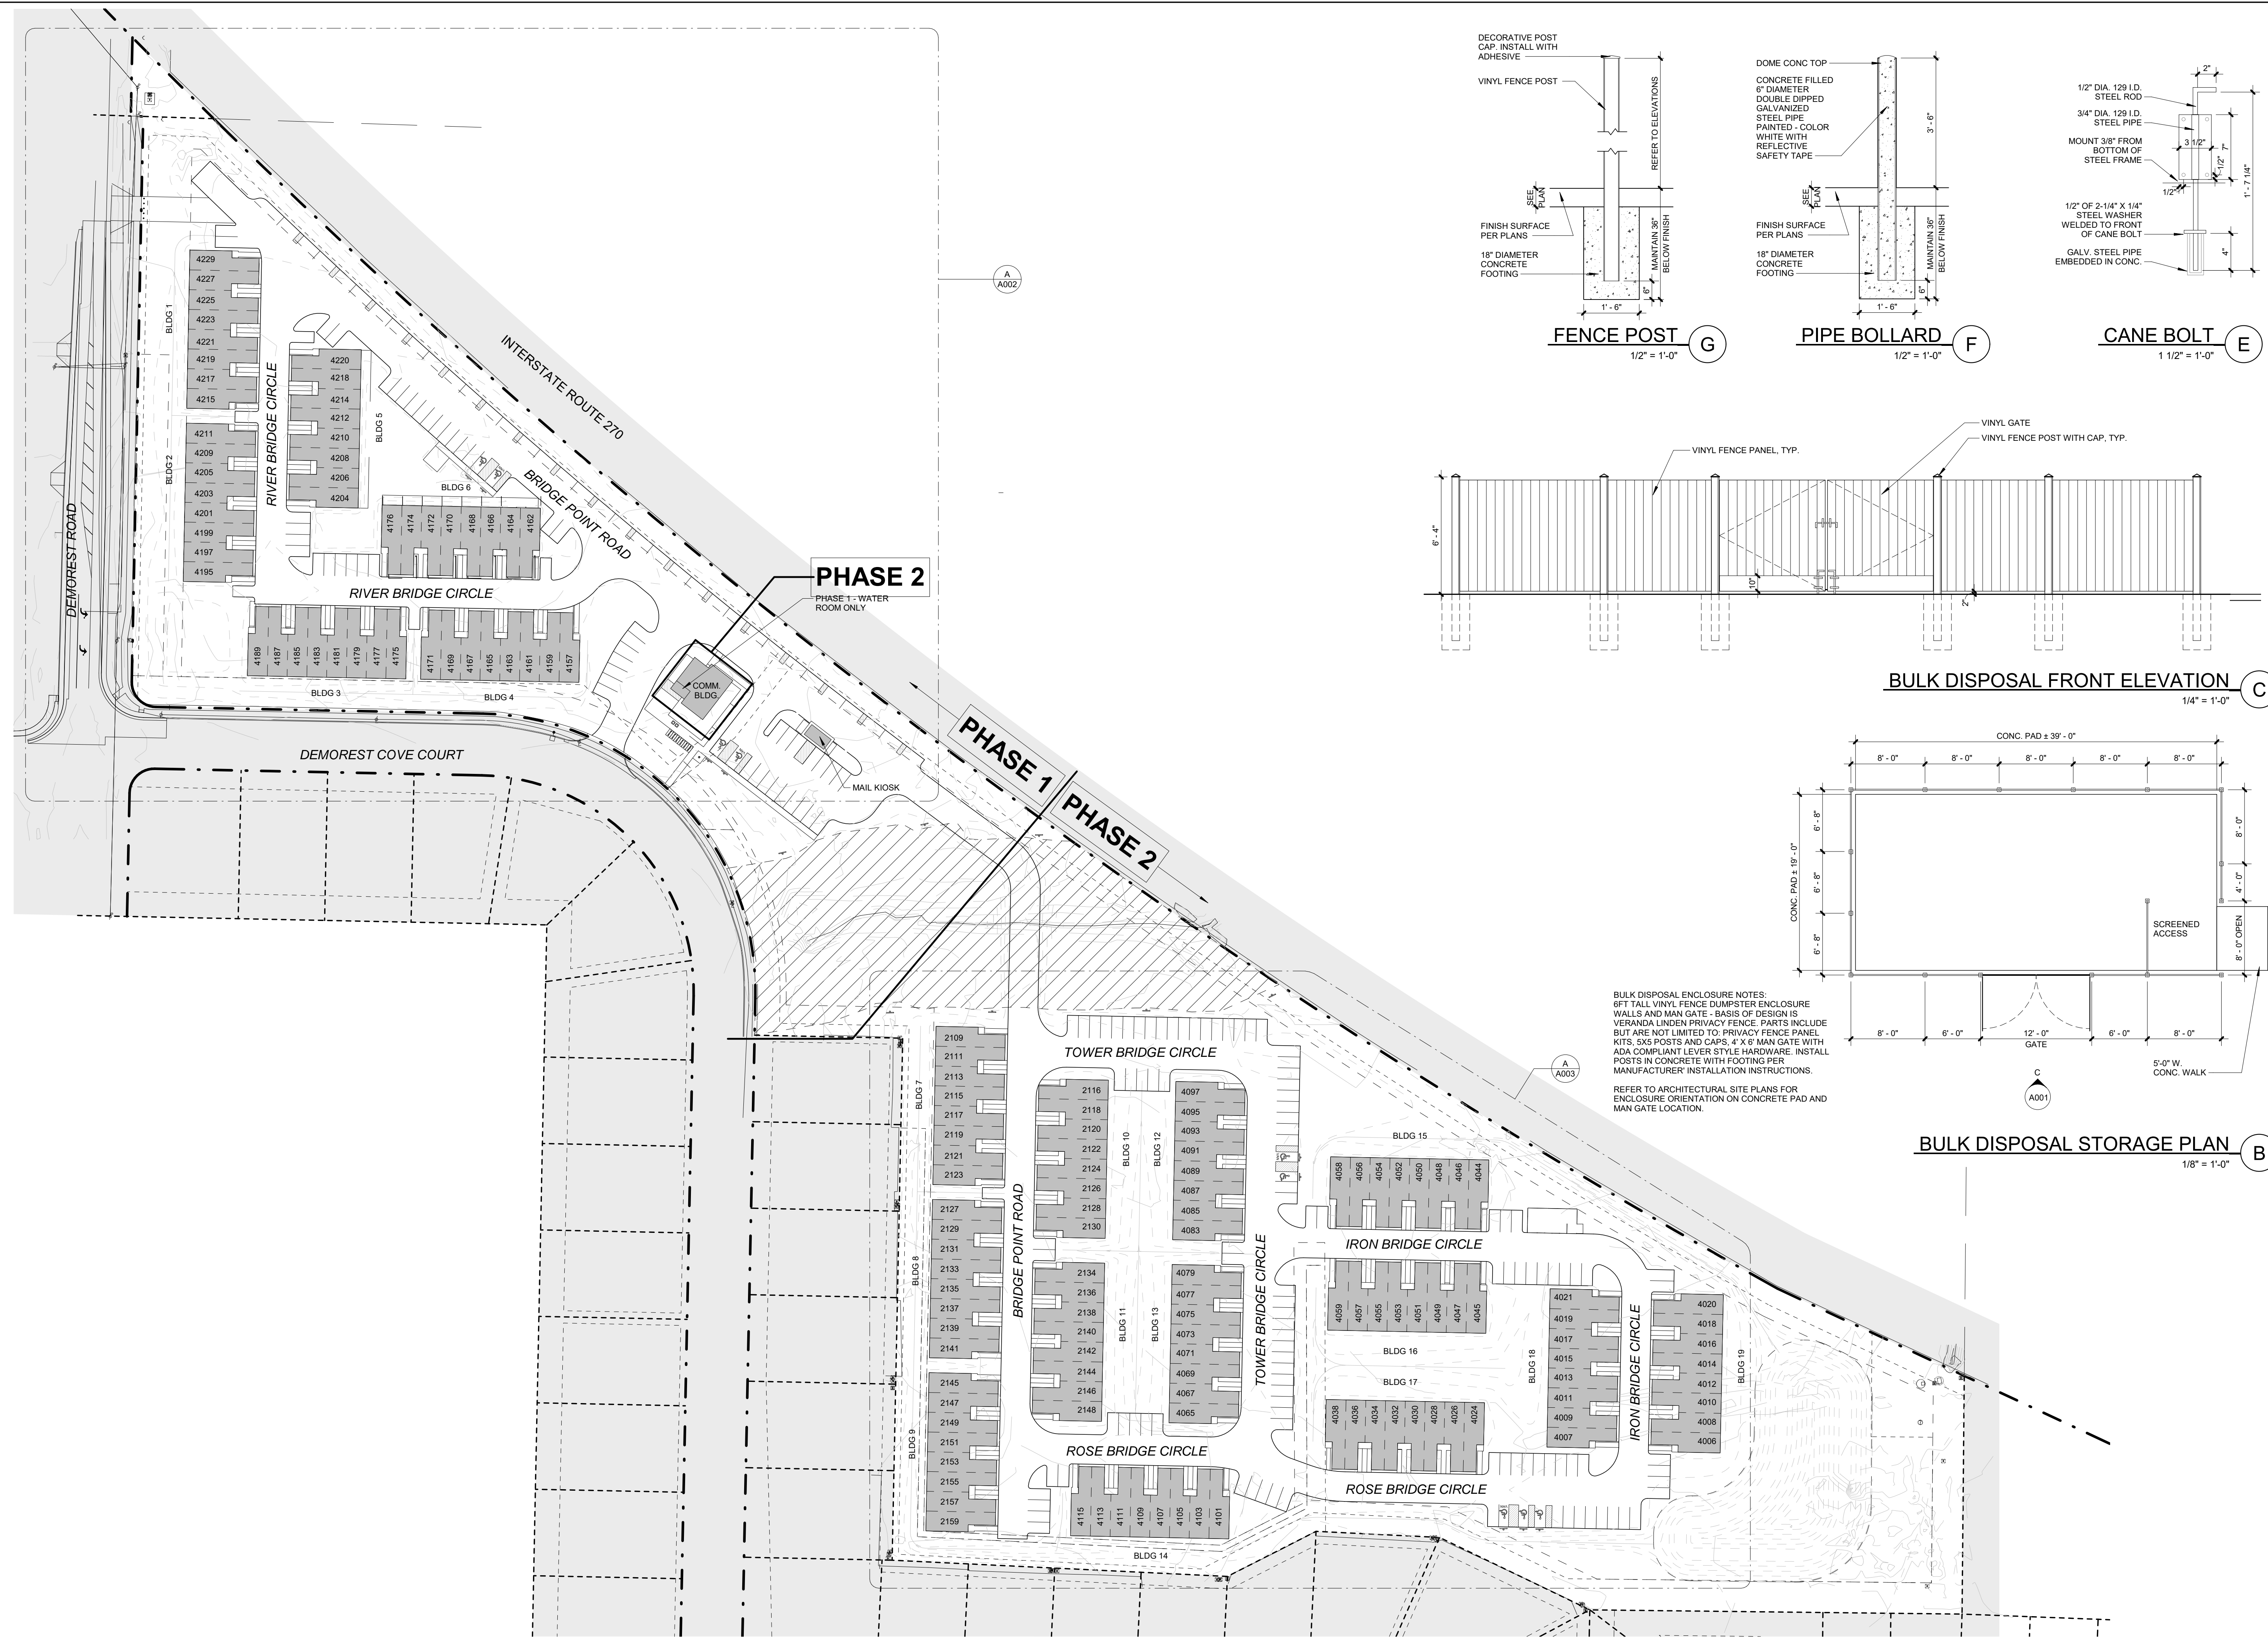 DEMOREST ROAD
BLDG 1
4229
4227
4225
4223
4221
4219
4217
4215
BLDG 2
4211
4209
4205
4203
4201
4199
4197
4195
RIVER BRIDGE CIRCLE
4220
4218
4214
4212
4210
4208
4206
4204
BLDG 5
BLDG 6
4176
4174
4172
4170
4168
4166
4164
4162
INTERSTATE ROUTE 270
BRIDGE POINT ROAD
RIVER BRIDGE CIRCLE
4189
4187
4185
4183
4181
4179
4177
4175
BLDG 3
4171
4169
4167
4165
4163
4161
4159
4157
BLDG 4
A
A002
PHASE 2
PHASE 1 - WATER
ROOM ONLY
COMM.
BLDG.
MAIL KIOSK
DEMOREST COVE COURT
PHASE 1
PHASE 2
BLDG 7
2109
2111
2113
2115
2117
2119
2121
2123
BLDG 8
2127
2129
2131
2133
2135
2137
2139
2141
BLDG 9
2145
2147
2149
2151
2153
2155
2157
2159
BRIDGE POINT ROAD
TOWER BRIDGE CIRCLE
2116
2118
2120
2122
2124
2126
2128
2130
BLDG 10
BLDG 12
4097
4095
4093
4091
4089
4087
4085
4083
2134
2136
2138
2140
2142
2144
2146
2148
BLDG 11
BLDG 13
4079
4077
4075
4073
4071
4069
4067
4065
TOWER BRIDGE CIRCLE
ROSE BRIDGE CIRCLE
4115
4113
4111
4109
4107
4105
4103
4101
BLDG 14
A
A003
BLDG 15
4058
4056
4054
4052
4050
4048
4046
4044
IRON BRIDGE CIRCLE
4059
4057
4055
4053
4051
4049
4047
4045
BLDG 16
BLDG 17
4038
4036
4034
4032
4030
4028
4026
4024
ROSE BRIDGE CIRCLE
BLDG 18
4021
4019
4017
4015
4013
4011
4009
4007
IRON BRIDGE CIRCLE
4020
4018
4016
4014
4012
4010
4008
4006
BLDG 19
DECORATIVE POST
CAP. INSTALL WITH
ADHESIVE
VINYL FENCE POST
REFER TO ELEVATIONS
SEE
PLAN
FINISH SURFACE
PER PLANS
18" DIAMETER
CONCRETE
FOOTING
MAINTAIN 36"
BELOW FINISH
6"
1' - 6"
FENCE POST
G
1/2" = 1'-0"
DOME CONC TOP
CONCRETE FILLED
6" DIAMETER
DOUBLE DIPPED
GALVANIZED
STEEL PIPE
PAINTED - COLOR
WHITE WITH
REFLECTIVE
SAFETY TAPE
3' - 6"
SEE
PLAN
FINISH SURFACE
PER PLANS
18" DIAMETER
CONCRETE
FOOTING
MAINTAIN 36"
BELOW FINISH
6"
1' - 6"
PIPE BOLLARD
F
1/2" = 1'-0"
2"
1/2" DIA. 129 I.D.
STEEL ROD
3/4" DIA. 129 I.D.
STEEL PIPE
MOUNT 3/8" FROM
BOTTOM OF
STEEL FRAME
3 1/2"
7"
1/2"
1/2"
1' - 7 1/4"
1/2" OF 2-1/4" X 1/4"
STEEL WASHER
WELDED TO FRONT
OF CANE BOLT
GALV. STEEL PIPE
EMBEDDED IN CONC.
4"
CANE BOLT
E
1 1/2" = 1'-0"
VINYL GATE
VINYL FENCE POST WITH CAP, TYP.
VINYL FENCE PANEL, TYP.
6' - 4"
10"
2"
BULK DISPOSAL FRONT ELEVATION
C
1/4" = 1'-0"
CONC. PAD ± 39' - 0"
8' - 0"
8' - 0"
8' - 0"
8' - 0"
8' - 0"
CONC. PAD ± 19' - 0"
6' - 8"
6' - 8"
6' - 8"
8' - 0"
4' - 0"
8' - 0" OPEN
SCREENED
ACCESS
8' - 0"
6' - 0"
12' - 0"
GATE
6' - 0"
8' - 0"
5'-0" W.
CONC. WALK
C
A001
BULK DISPOSAL ENCLOSURE NOTES:
6FT TALL VINYL FENCE DUMPSTER ENCLOSURE
WALLS AND MAN GATE - BASIS OF DESIGN IS
VERANDA LINDEN PRIVACY FENCE. PARTS INCLUDE
BUT ARE NOT LIMITED TO: PRIVACY FENCE PANEL
KITS, 5X5 POSTS AND CAPS, 4' X 6' MAN GATE WITH
ADA COMPLIANT LEVER STYLE HARDWARE. INSTALL
POSTS IN CONCRETE WITH FOOTING PER
MANUFACTURER' INSTALLATION INSTRUCTIONS.
REFER TO ARCHITECTURAL SITE PLANS FOR
ENCLOSURE ORIENTATION ON CONCRETE PAD AND
MAN GATE LOCATION.
BULK DISPOSAL STORAGE PLAN
B
1/8" = 1'-0"